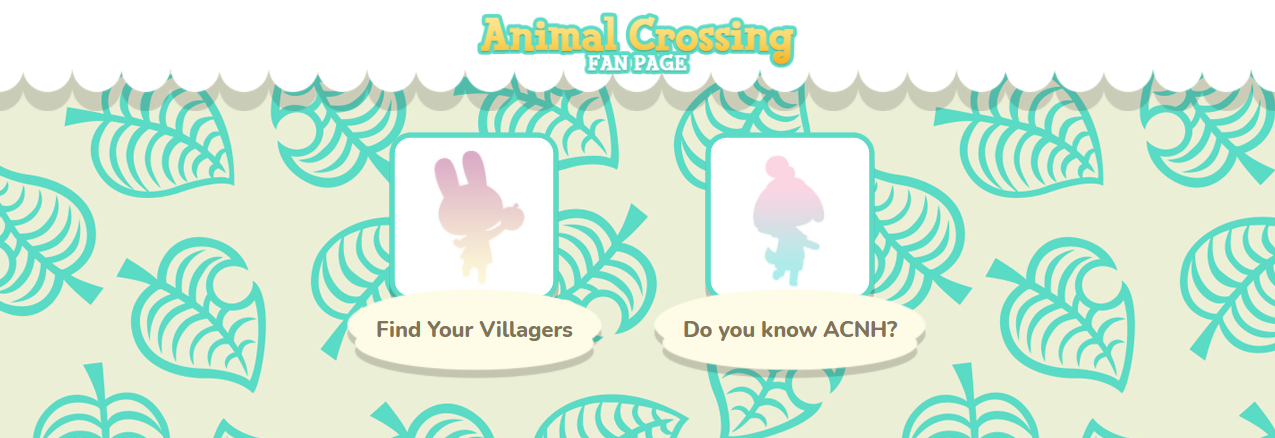 Animal Crossing
FAN PAGE
Find Your Villagers
Do you know ACNH?